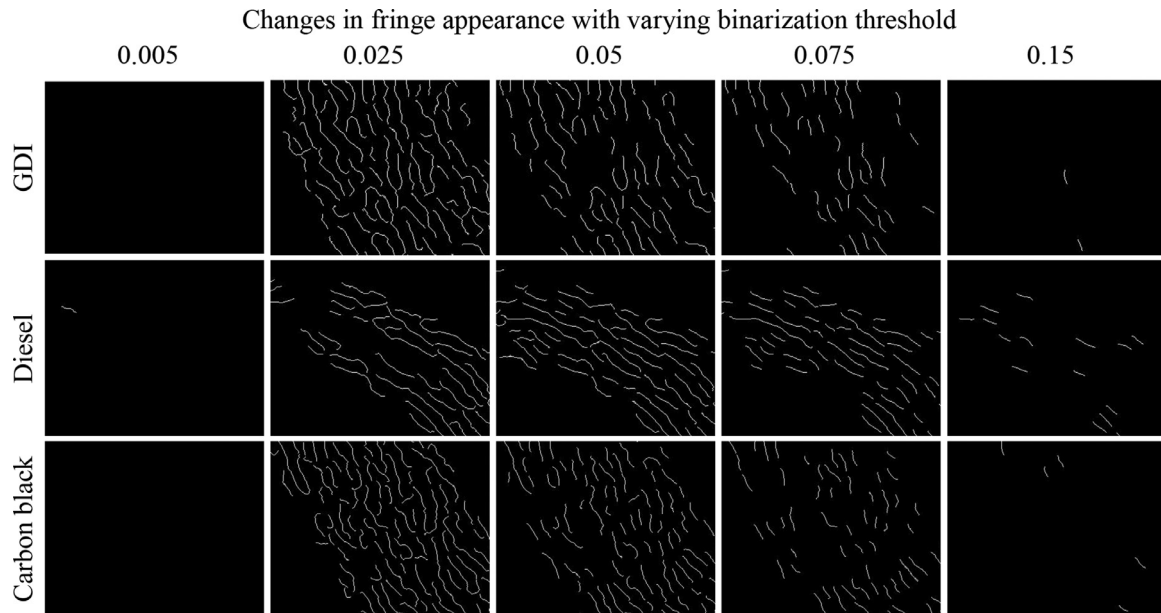 Changes in fringe appearance with varying binarization threshold
0.005 0.025 0.05 0.075 0.15
GDI
Diesel
Carbon black